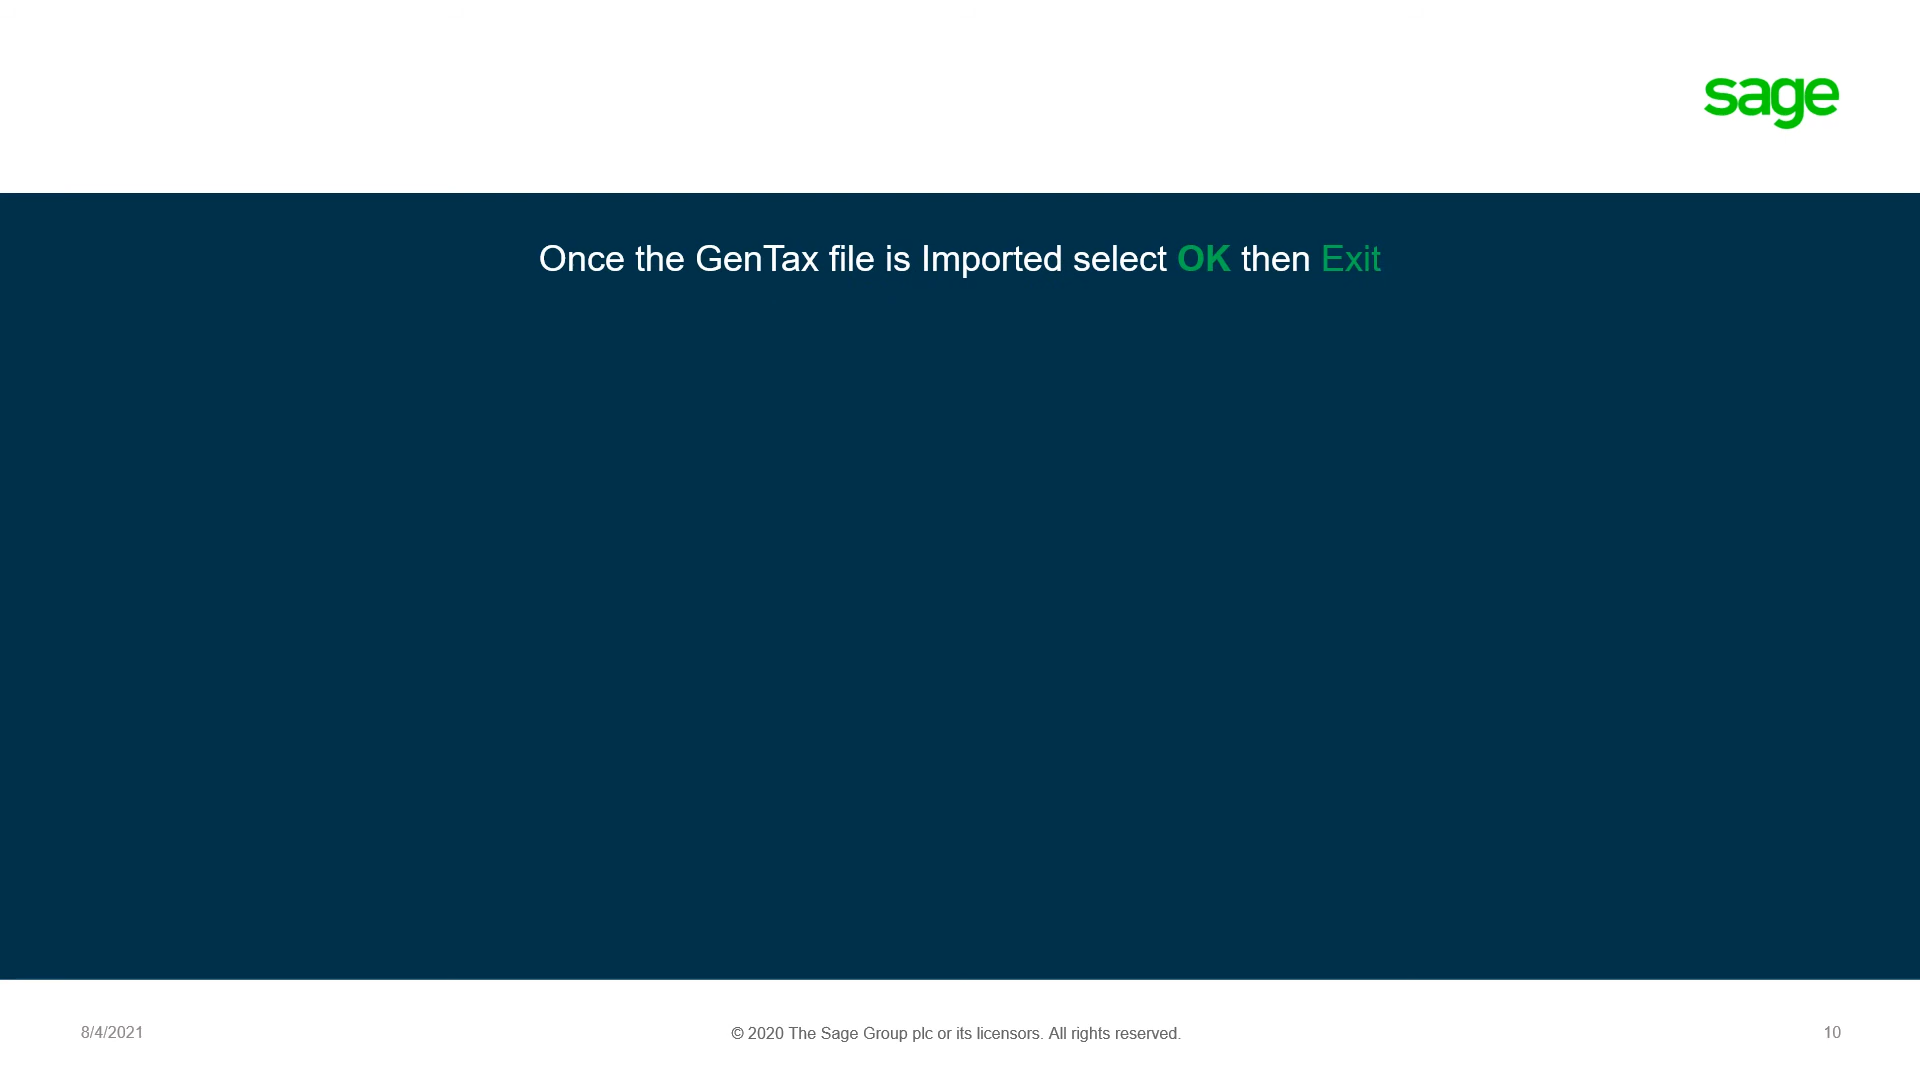 sage
Once the GenTax file is Imported select OK then Exit
8/4/2021
© 2020 The Sage Group plc or its licensors. All rights reserved.
10